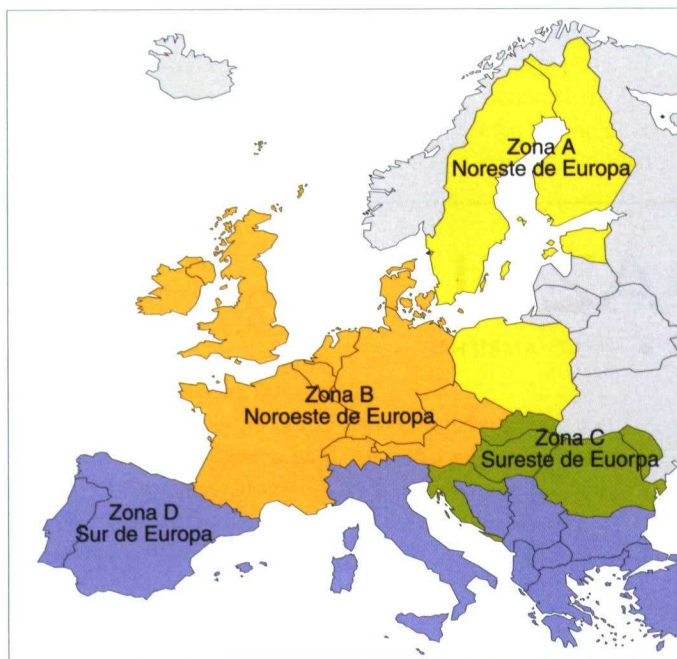 Zona A
Noreste de Europa
Zona B
Noroeste de Europa
Zona C
Sureste de Euorpa
Zona D
Sur de Europa